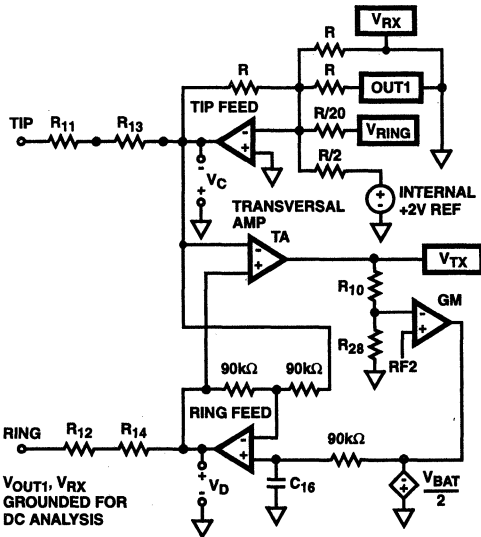 VRX
R
R
R
OUT1
TIP FEED
TIP
R11
R13
-
+
R/20
VRING
R/2
-
VC
+
+
-
INTERNAL
+2V REF
TRANSVERSAL
AMP
TA
-
+
VTX
R10
GM
-
+
R28
RF2
90kΩ
90kΩ
RING FEED
RING
R12
R14
-
+
90kΩ
+
VD
-
C16
-
+
VBAT
2
VOUT1, VRX
GROUNDED FOR
DC ANALYSIS